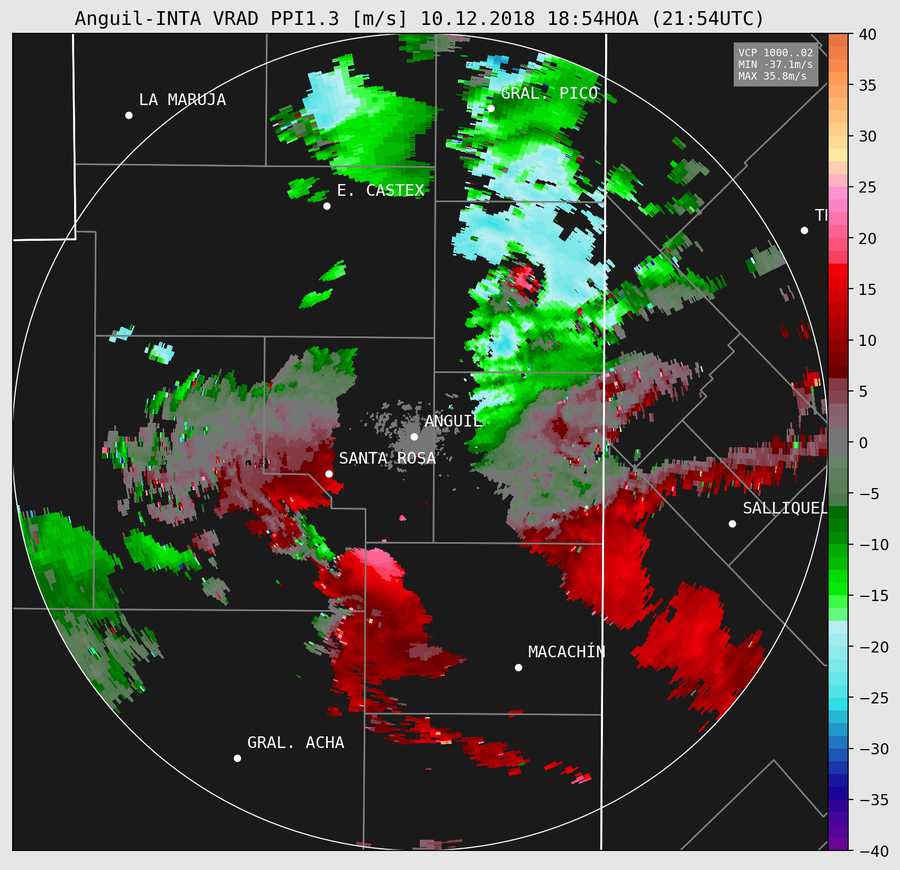 Anguil-INTA VRAD PPI1.3 [m/s] 10.12.2018 18:54HOA (21:54UTC)
VCP 1000..02
MIN -37.1m/s
MAX 35.8m/s
LA MARUJA
GRAL. PICO
E. CASTEX
ANGUIL
SANTA ROSA
SALLIQUEL
MACACHÍN
GRAL. ACHA
40
35
30
25
20
15
10
5
0
−5
−10
−15
−20
−25
−30
−35
−40